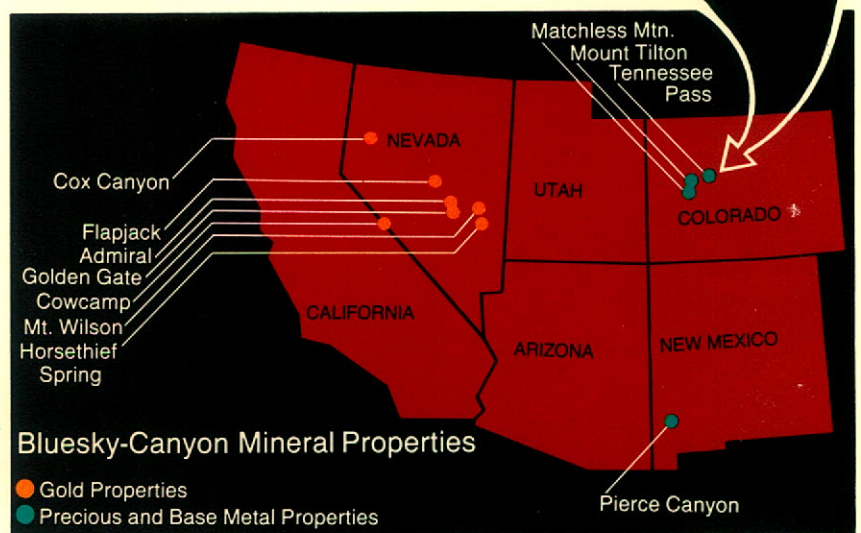 Matchless Mtn.
Mount Tilton
Tennessee
Pass
NEVADA
UTAH
COLORADO
Cox Canyon
Flapjack
Admiral
Golden Gate
Cowcamp
Mt. Wilson
Horsethief
Spring
CALIFORNIA
ARIZONA
NEW MEXICO
Bluesky-Canyon Mineral Properties
Gold Properties
Precious and Base Metal Properties
Pierce Canyon